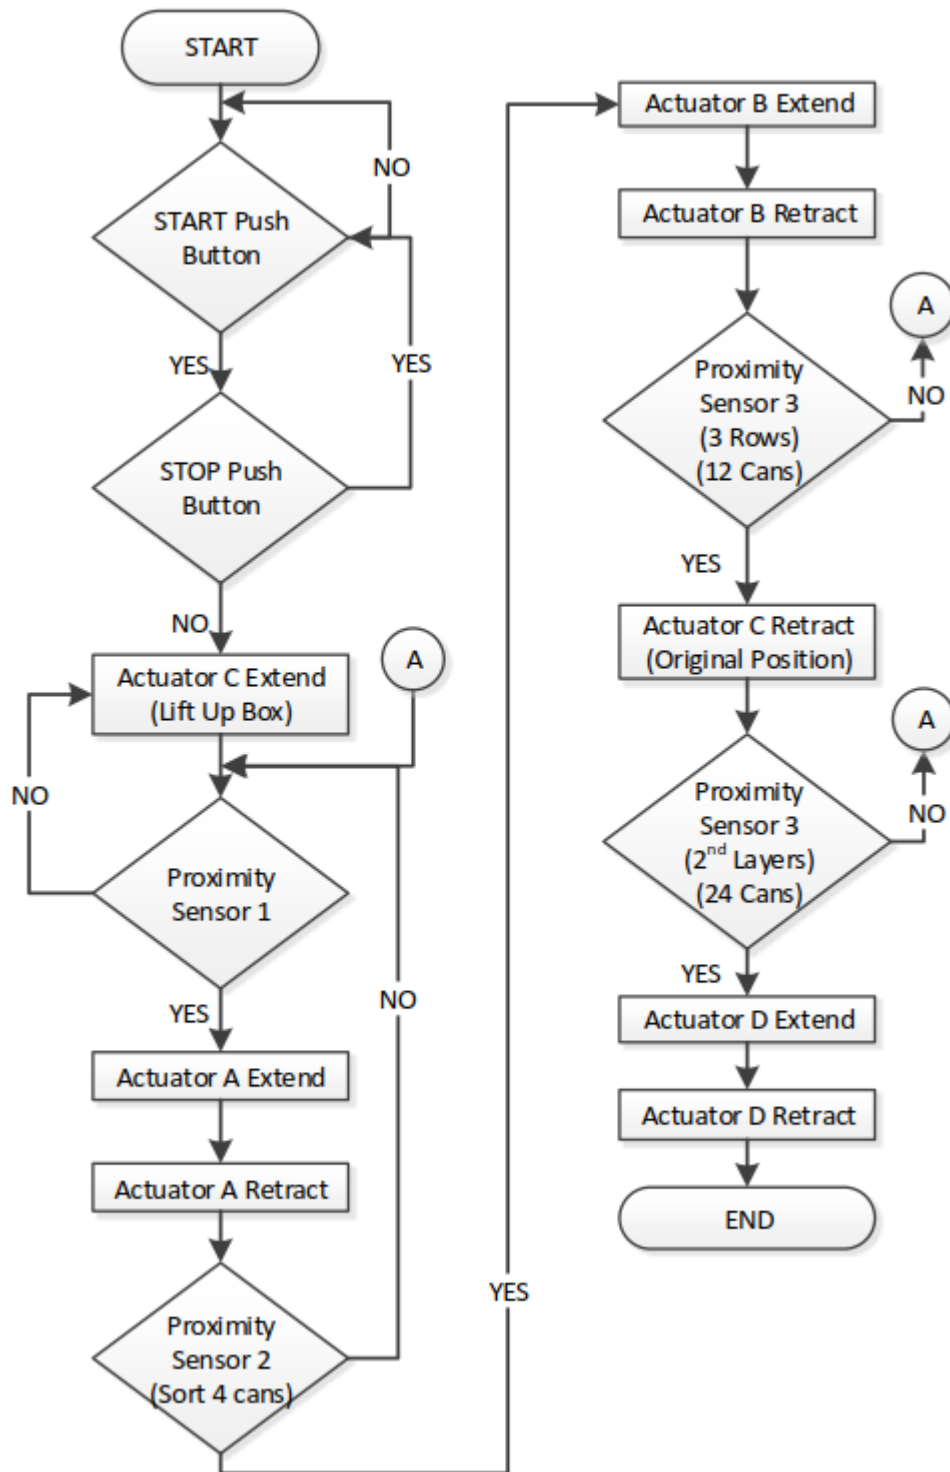 START
NO
START Push
Button
YES
YES
STOP Push
Button
NO
Actuator C Extend
(Lift Up Box)
A
NO
Proximity
Sensor 1
YES
NO
Actuator A Extend
Actuator A Retract
Proximity
Sensor 2
(Sort 4 cans)
YES
Actuator B Extend
Actuator B Retract
A
Proximity
Sensor 3
(3 Rows)
(12 Cans)
NO
YES
Actuator C Retract
(Original Position)
A
Proximity
Sensor 3
(2nd Layers)
(24 Cans)
NO
YES
Actuator D Extend
Actuator D Retract
END